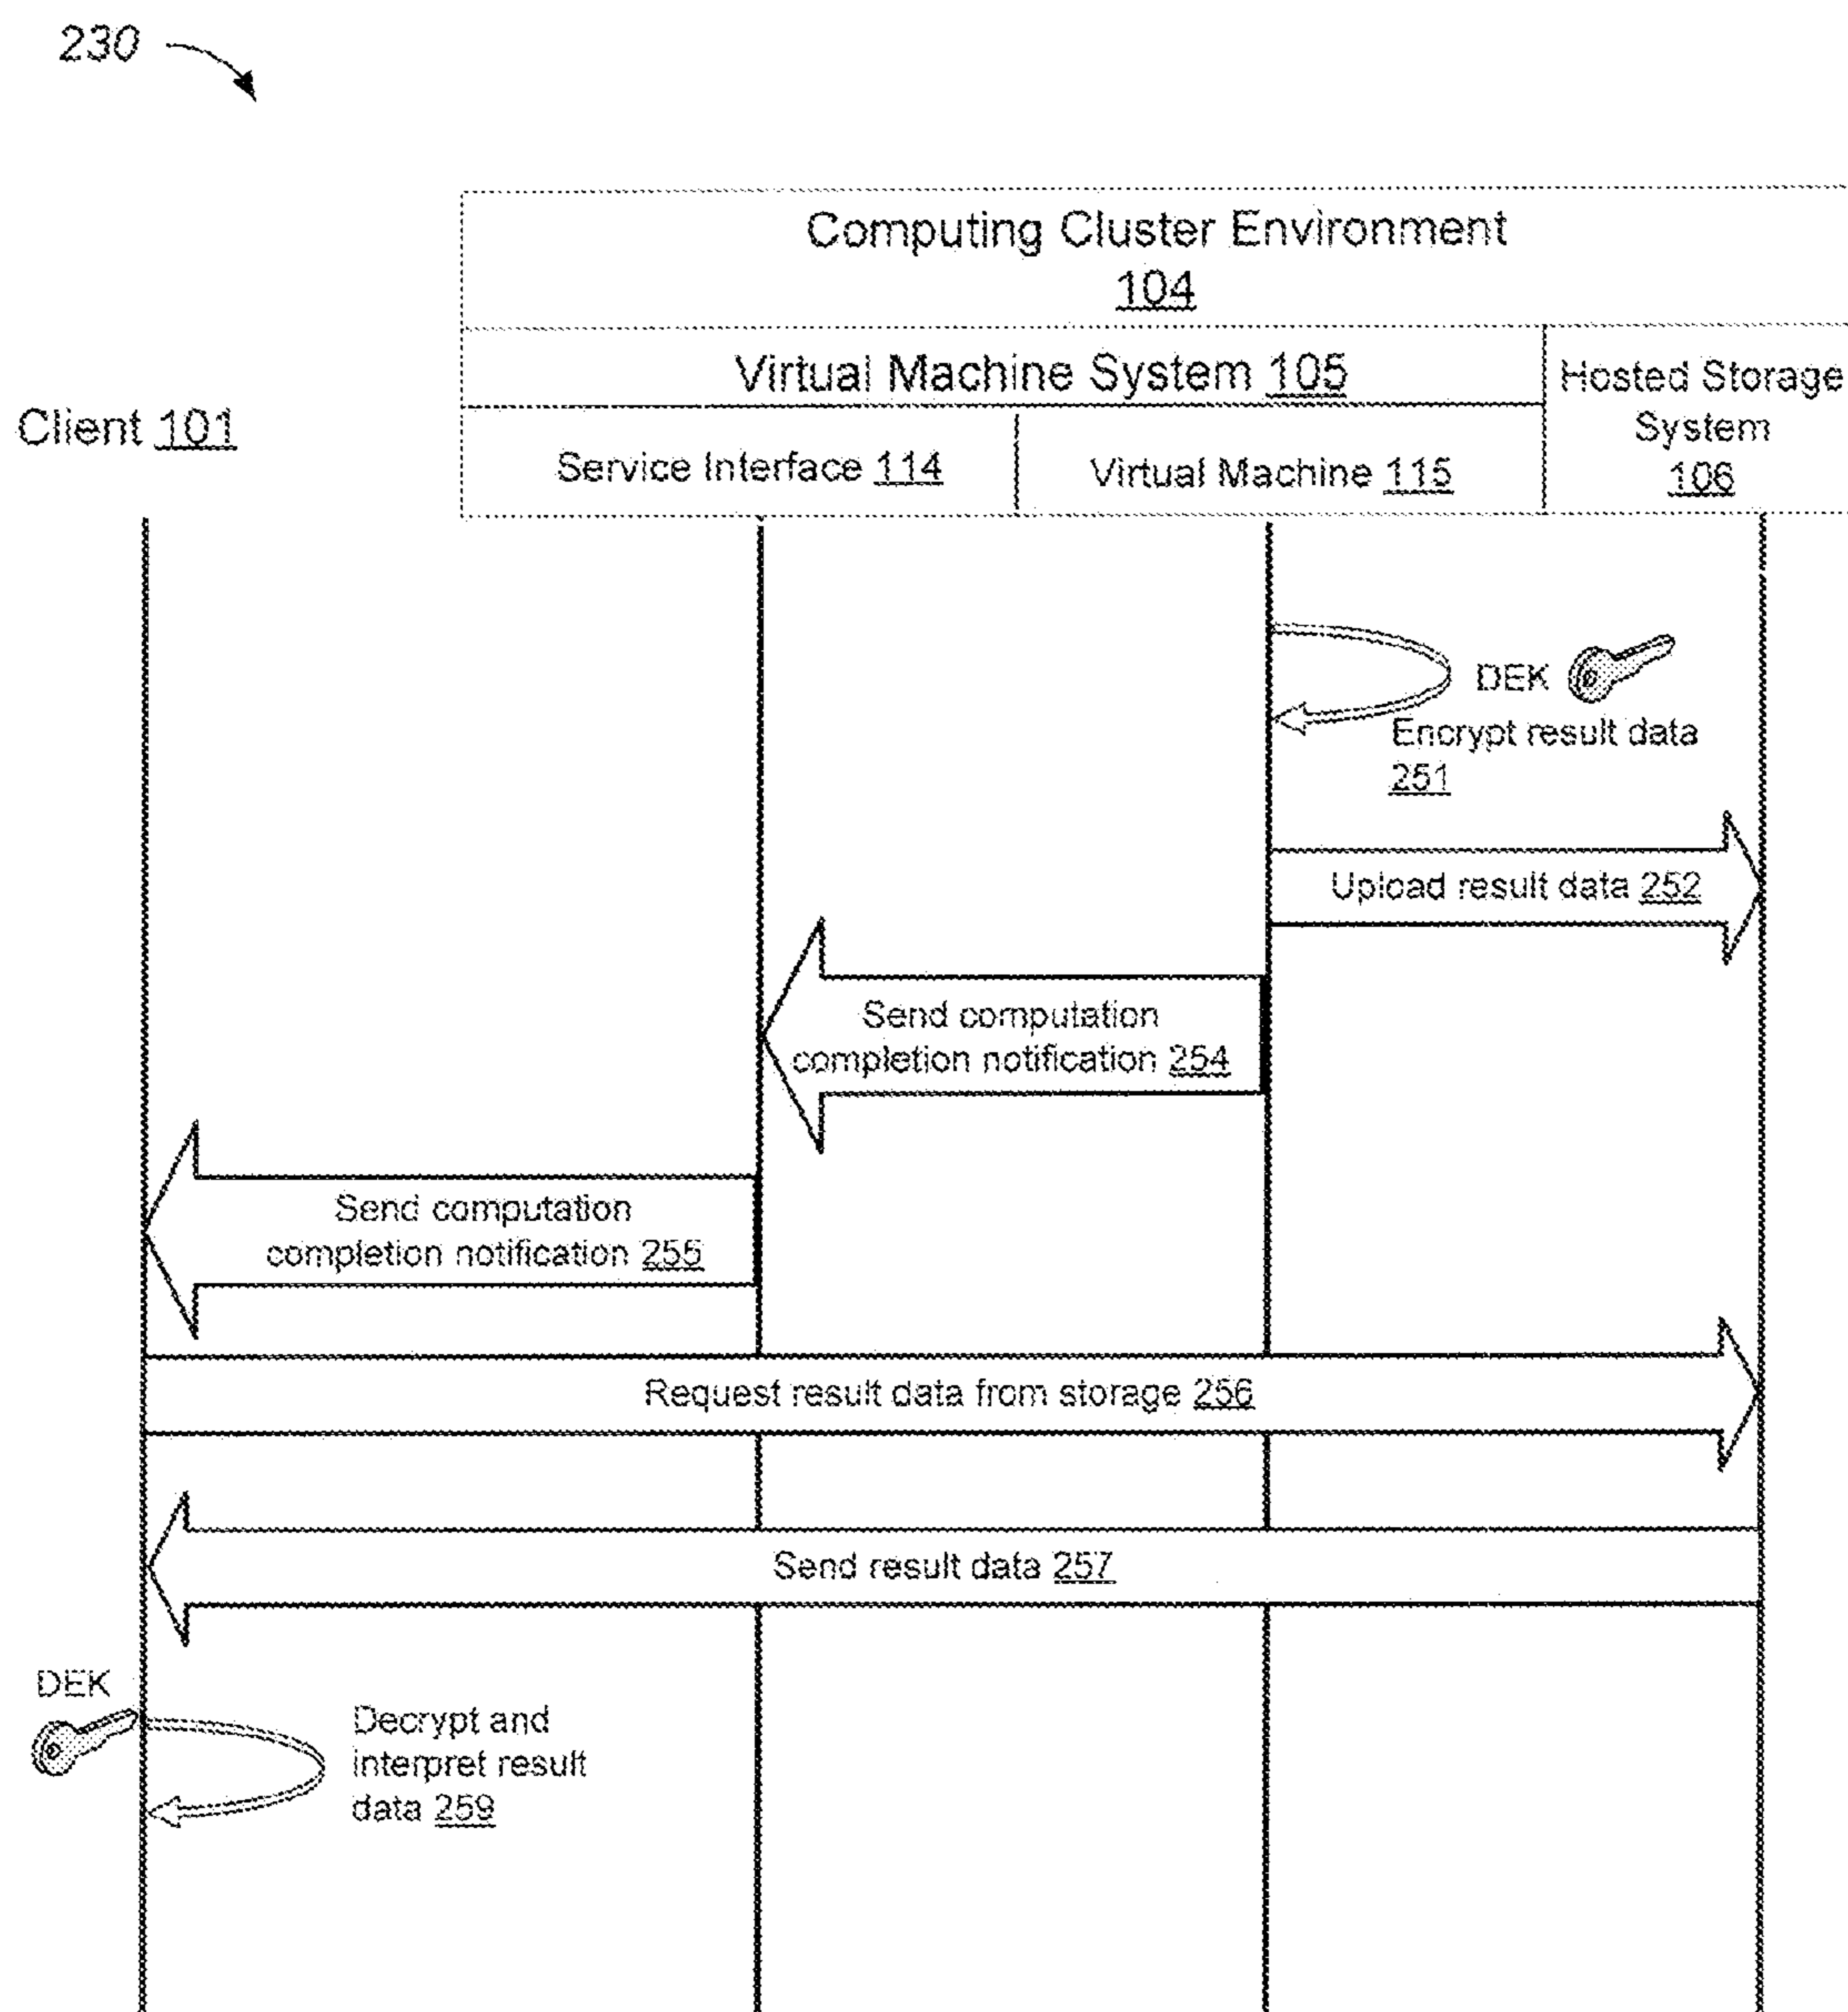 230
Computing Cluster Environment
104
Virtual Machine System 105
Hosted Storage
System
106
Client 101
Service Interface 114
Virtual Machine 115
DEK
Encrypt result data
251
Upload result data 252
Send computation
completion notification 254
Send computation
completion notification 255
Request result data from storage 256
Send result data 257
DEK
Decrypt and
interpret result
data 259